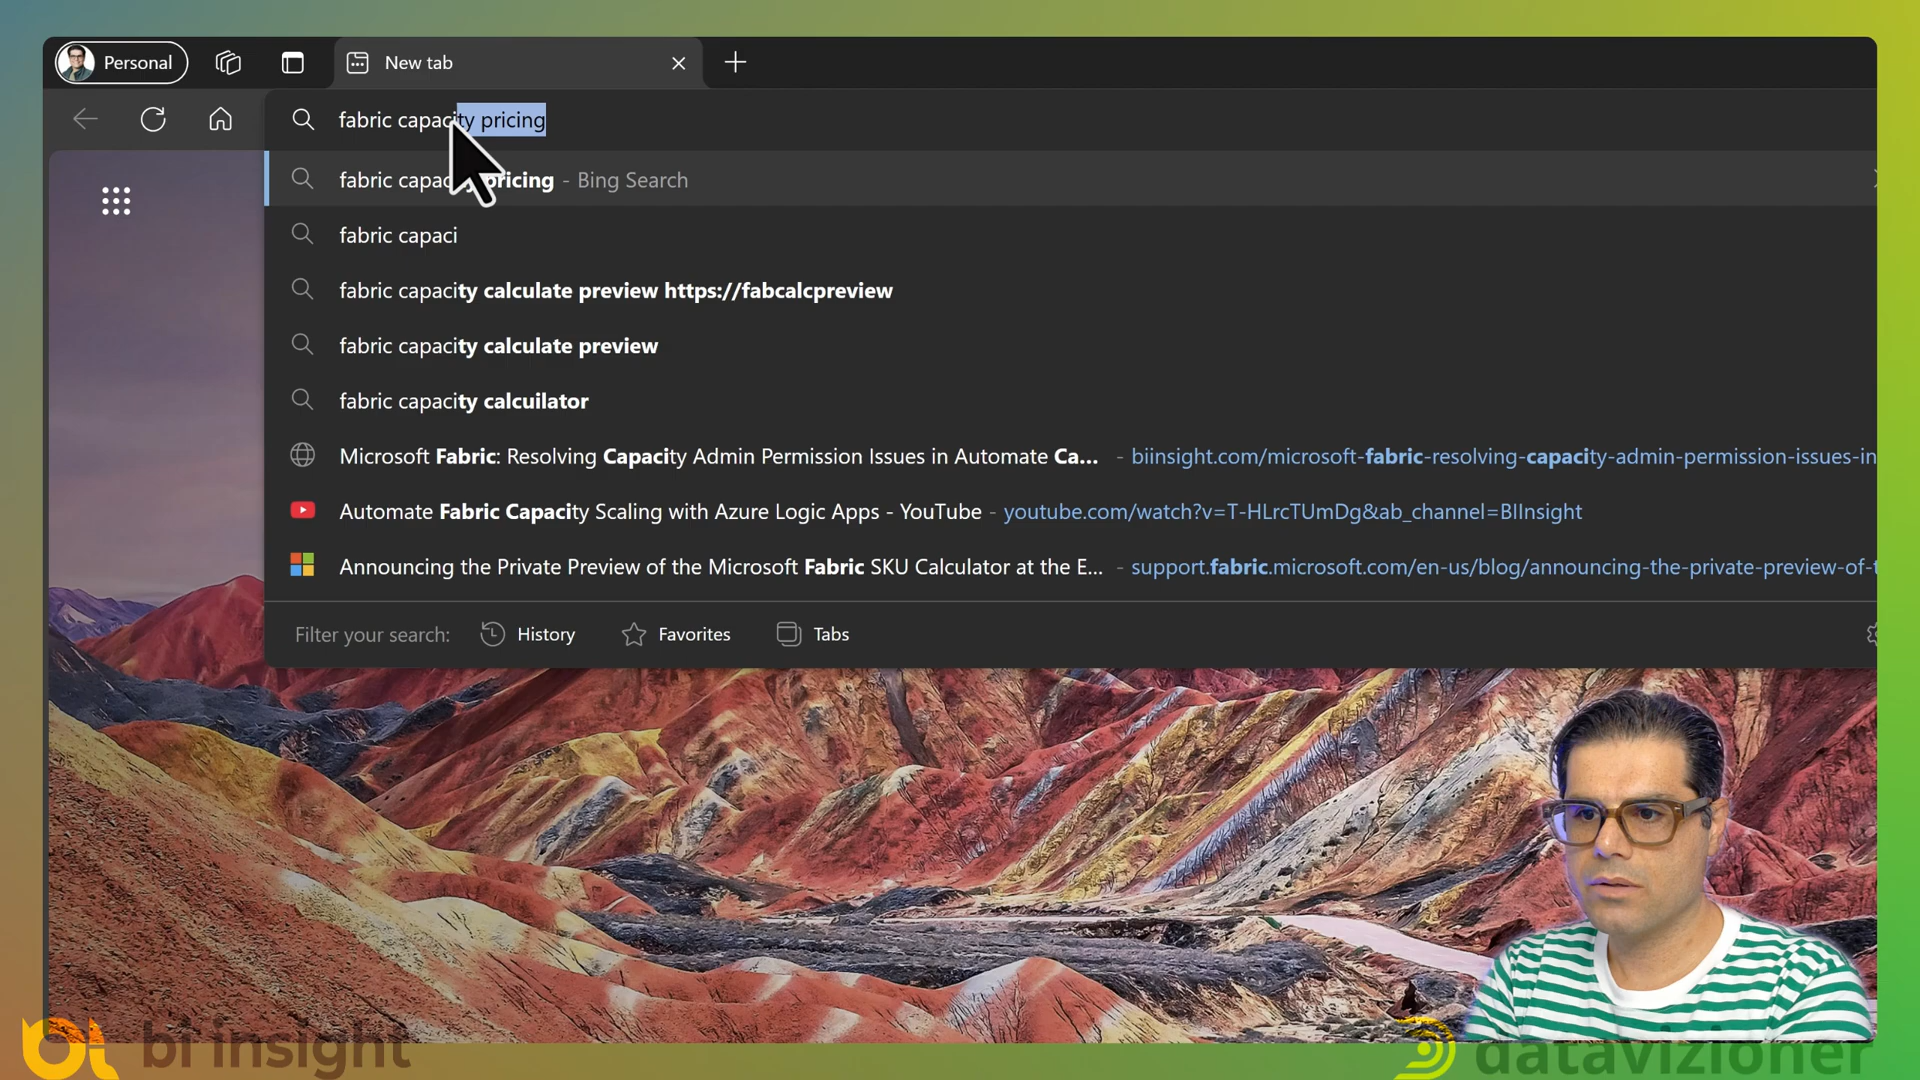 Personal
New tab
fabric capacity pricing
fabric capacity pricing - Bing Search
fabric capaci
fabric capacity calculate preview https://fabcalcpreview
fabric capacity calculate preview
fabric capacity calcuilator
Microsoft Fabric: Resolving Capacity Admin Permission Issues in Automate Ca... - biinsight.com/microsoft-fabric-resolving-capacity-admin-permission-issues-in
Automate Fabric Capacity Scaling with Azure Logic Apps - YouTube - youtube.com/watch?v=T-HLrcTUmDg&ab_channel=BIInsight
Announcing the Private Preview of the Microsoft Fabric SKU Calculator at the E... - support.fabric.microsoft.com/en-us/blog/announcing-the-private-preview-of-t
Filter your search: History Favorites Tabs
bi insight
datavizioner